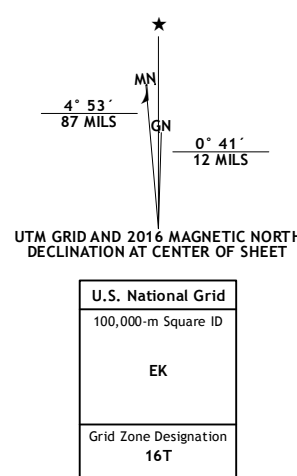 ★
MN
GN
4° 53´
87 MILS
0° 41´
12 MILS
UTM GRID AND 2016 MAGNETIC NORTH
DECLINATION AT CENTER OF SHEET
U.S. National Grid
100,000-m Square ID
EK
Grid Zone Designation
16T